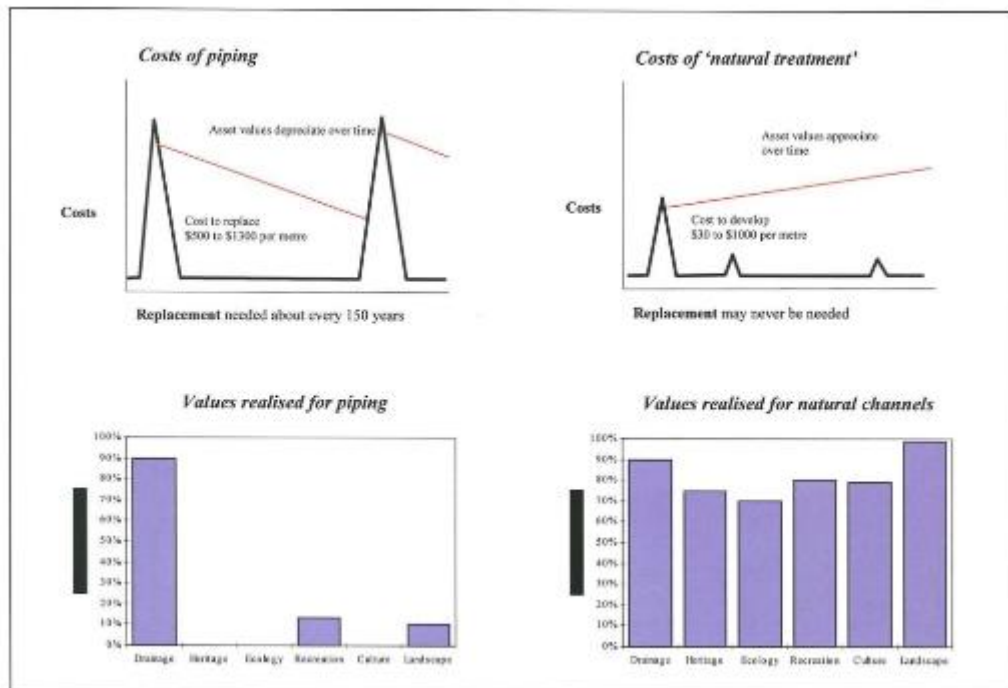 Costs of piping
Asset values depreciate over time
Costs
Cost to replace
$500 to $1300 per metre
Replacement needed about every 150 years
Costs of ‘natural treatment'
Asset values appreciate
over time
Costs
Cost to develop
$30 to $1000 per metre
Replacement may never be needed
Values realised for piping
100%
90%
80%
70%
60%
50%
40%
30%
20%
10%
0%
Drainage Heritage Ecology Recreation Culture Landscape
Values realised for natural channels
100%
90%
80%
70%
60%
50%
40%
30%
20%
10%
0%
Drainage Heritage Ecology Recreation Culture Landscape